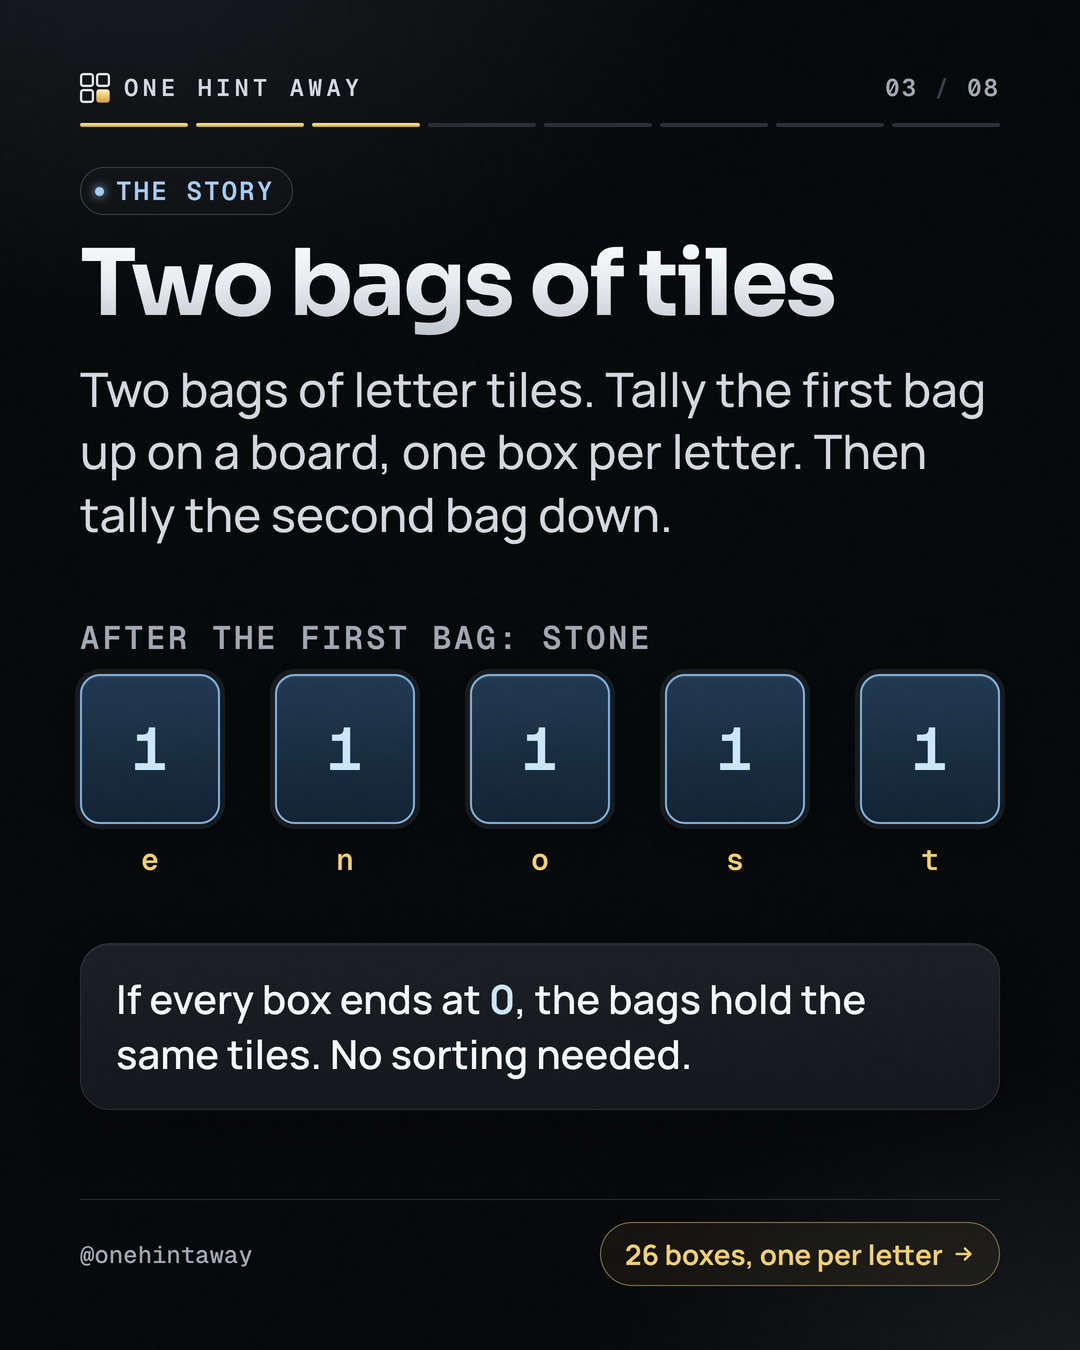 ONE HINT AWAY
03 / 08
THE STORY
Two bags of tiles
Two bags of letter tiles. Tally the first bag
up on a board, one box per letter. Then
tally the second bag down.
AFTER THE FIRST BAG: STONE
1 1 1 1 1
e n o s t
If every box ends at 0, the bags hold the
same tiles. No sorting needed.
@onehintaway
26 boxes, one per letter →